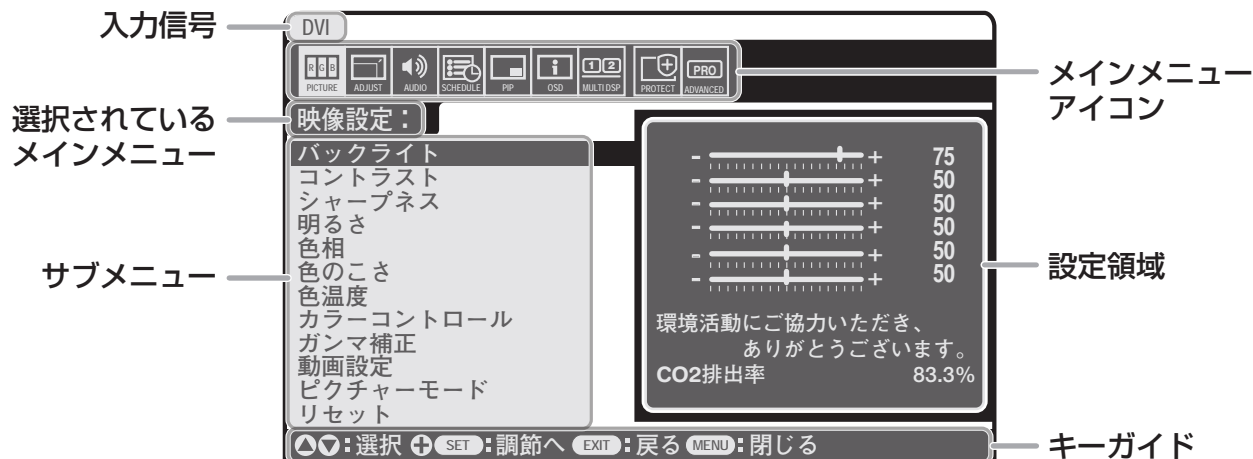 入力信号
DVI
R G B
PICTURE
ADJUST
AUDIO
SCHEDULE
PIP
OSD
1 2
MULTI DSP
PROTECT
PRO
ADVANCED
メインメニュー
アイコン
選択されている
メインメニュー
映像設定：
サブメニュー
バックライト
コントラスト
シャープネス
明るさ
色相
色のこさ
色温度
カラーコントロール
ガンマ補正
動画設定
ピクチャーモード
リセット
- + 75
- + 50
- + 50
- + 50
- + 50
- + 50
環境活動にご協力いただき、
ありがとうございます。
CO2排出率 83.3%
設定領域
：選択 SET：調節へ EXIT：戻る MENU：閉じる
キーガイド